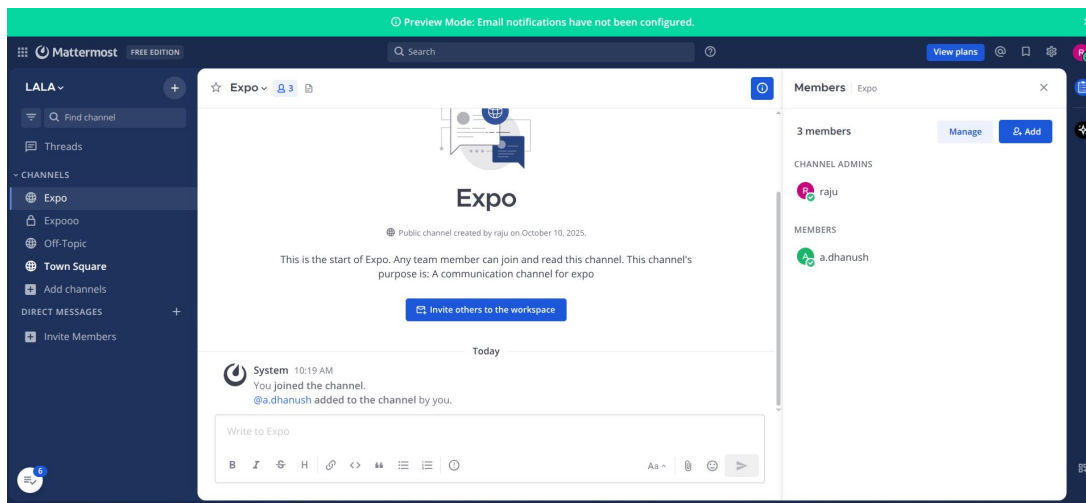 Preview Mode: Email notifications have not been configured.
Mattermost FREE EDITION
Search
View plans
LALA
Find channel
Threads
CHANNELS
Expo
Expooo
Off-Topic
Town Square
Add channels
DIRECT MESSAGES
Invite Members
6
Expo 3
Expo
Public channel created by raju on October 10, 2025.
This is the start of Expo. Any team member can join and read this channel. This channel's
purpose is: A communication channel for expo
Invite others to the workspace
Today
System 10:19 AM
You joined the channel.
@a.dhanush added to the channel by you.
Write to Expo
B I S H
Aa
Members Expo
3 members Manage Add
CHANNEL ADMINS
R raju
MEMBERS
A a.dhanush